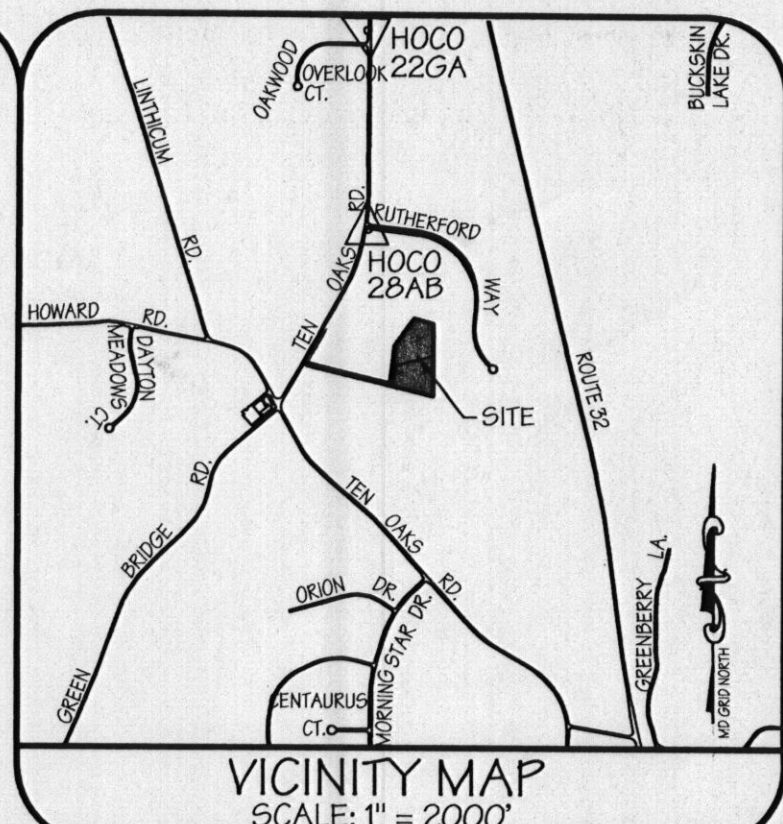 HOCO
22GA
OAKWOOD
OVERLOOK
CT.
BUCKSKIN
LAKE DR.
LINTHICUM
RD.
RUTHERFORD
WAY
HOCO
28AB
TEN
OAKS
RD.
HOWARD
RD.
DAYTON
MEADOWS
CT.
ROUTE 32
SITE
GREEN
BRIDGE
RD.
TEN
OAKS
RD.
ORION
DR.
MORNING STAR DR.
CENTAURUS
CT.
GREENBERRY
LA.
MD GRID NORTH
VICINITY MAP
SCALE: 1" = 2000'